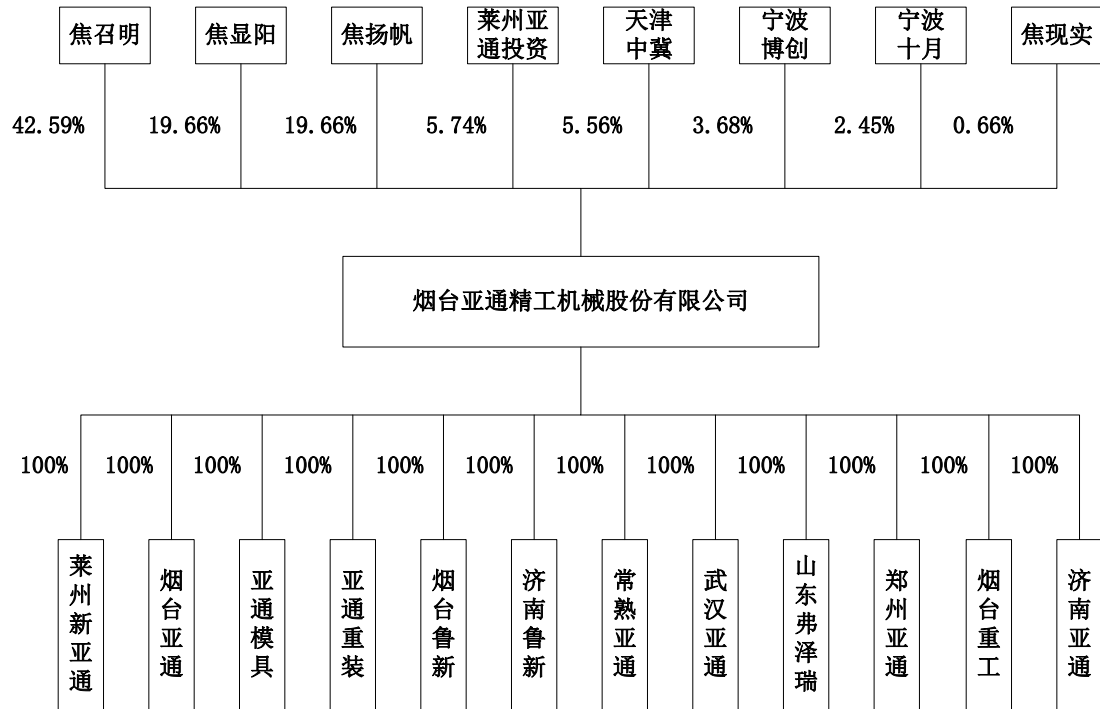 焦召明
焦显阳
焦扬帆
莱州亚
通投资
天津
中冀
宁波
博创
宁波
十月
焦现实
42.59%
19.66%
19.66%
5.74%
5.56%
3.68%
2.45%
0.66%
烟台亚通精工机械股份有限公司
100%
100%
100%
100%
100%
100%
100%
100%
100%
100%
100%
100%
莱州新亚通
烟台亚通
亚通模具
亚通重装
烟台鲁新
济南鲁新
常熟亚通
武汉亚通
山东弗泽瑞
郑州亚通
烟台重工
济南亚通